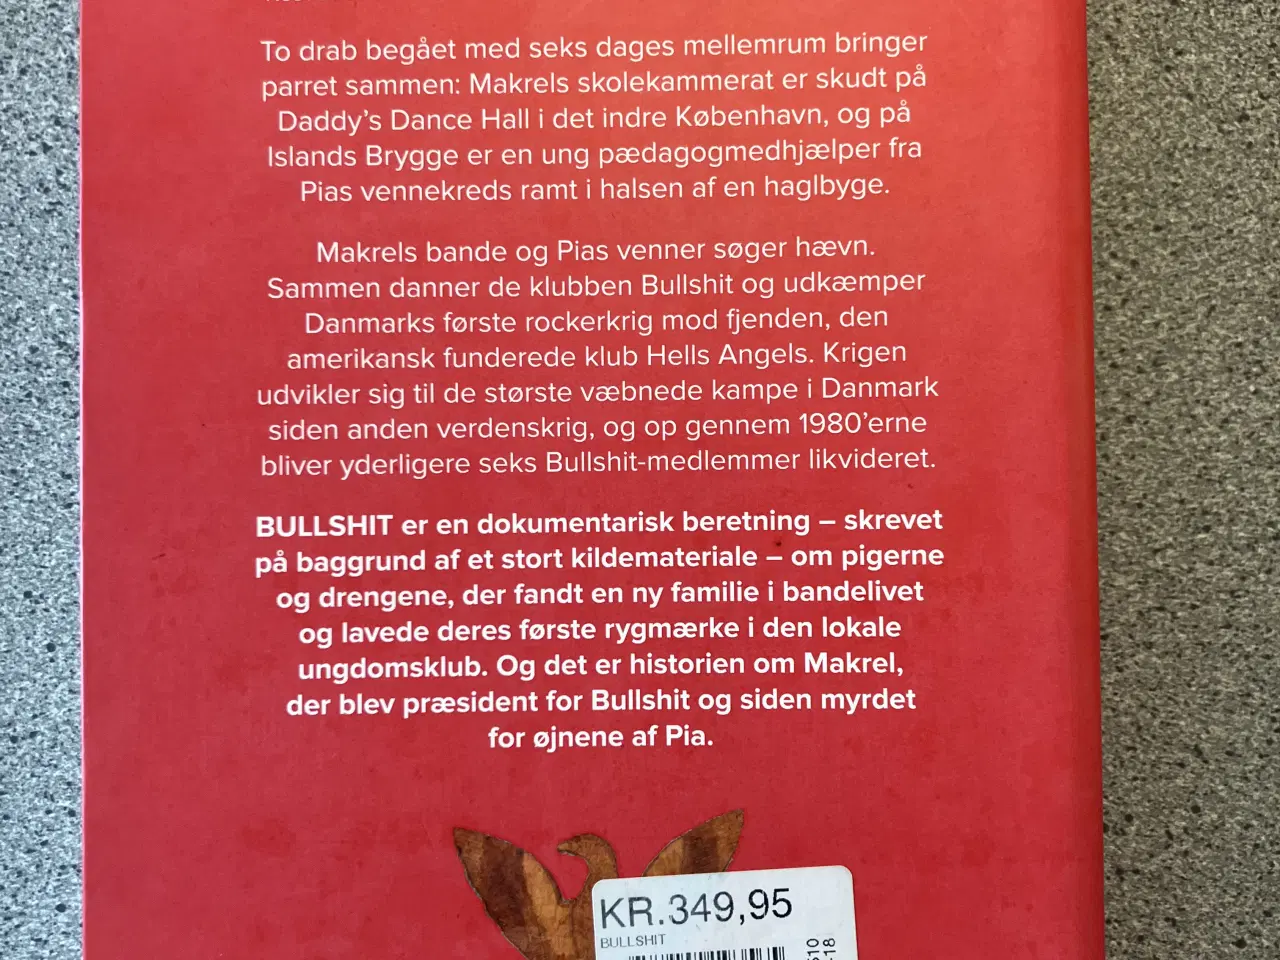 To drab begået med seks dages mellemrum bringer
parret sammen: Makrels skolekammerat er skudt på
Daddy’s Dance Hall i det indre København, og på
Islands Brygge er en ung pædagogmedhjælper fra
Pias vennekreds ramt i halsen af en haglbyge.
Makrels bande og Pias venner søger hævn.
Sammen danner de klubben Bullshit og udkæmper
Danmarks første rockerkrig mod fjenden, den
amerikansk funderede klub Hells Angels. Krigen
udvikler sig til de største væbnede kampe i Danmark
siden anden verdenskrig, og op gennem 1980’erne
bliver yderligere seks Bullshit-medlemmer likvideret.
BULLSHIT er en dokumentarisk beretning – skrevet
på baggrund af et stort kildemateriale – om pigerne
og drengene, der fandt en ny familie i bandelivet
og lavede deres første rygmærke i den lokale
ungdomsklub. Og det er historien om Makrel,
der blev præsident for Bullshit og siden myrdet
for øjnene af Pia.
KR.349,95
BULLSHIT